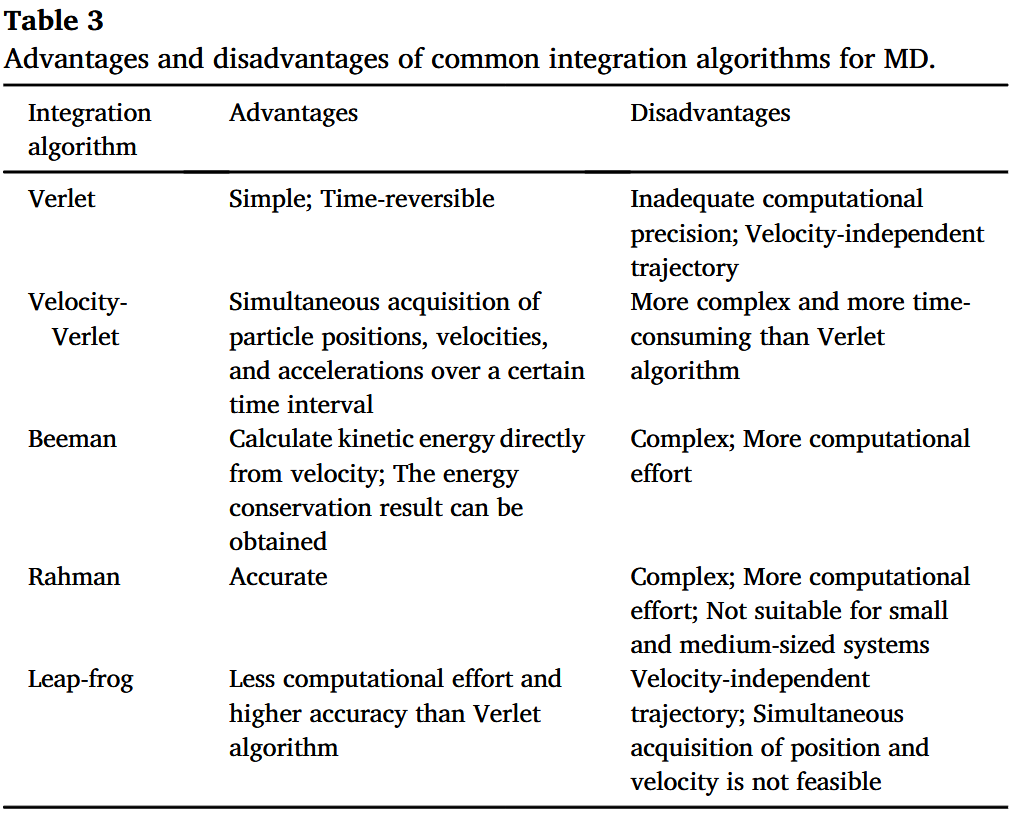 Table 3
Advantages and disadvantages of common integration algorithms for MD.
Integration algorithm	Advantages	Disadvantages
Verlet	Simple; Time-reversible	Inadequate computational precision; Velocity-independent trajectory
Velocity-Verlet	Simultaneous acquisition of particle positions, velocities, and accelerations over a certain time interval	More complex and more time-consuming than Verlet algorithm
Beeman	Calculate kinetic energy directly from velocity; The energy conservation result can be obtained	Complex; More computational effort
Rahman	Accurate	Complex; More computational effort; Not suitable for small and medium-sized systems
Leap-frog	Less computational effort and higher accuracy than Verlet algorithm	Velocity-independent trajectory; Simultaneous acquisition of position and velocity is not feasible